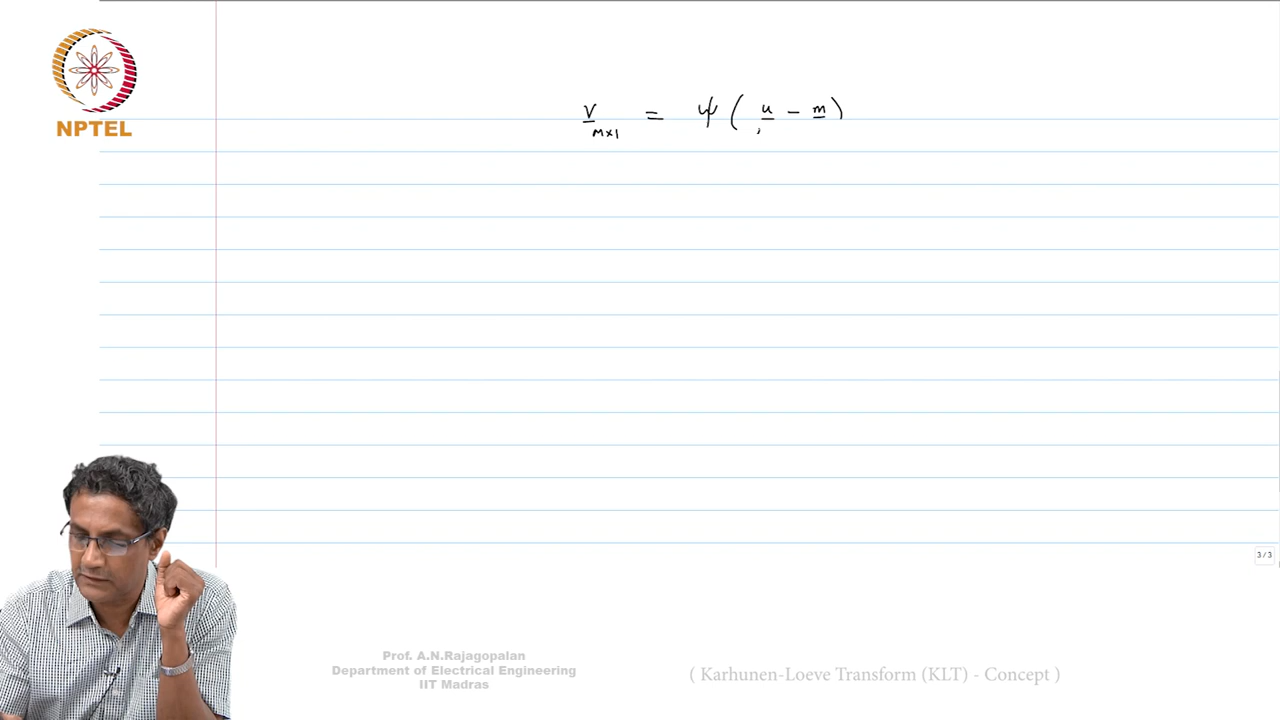 NPTEL
v = ψ ( u - m )
m×1
3 / 3
Prof. A.N.Rajagopalan
Department of Electrical Engineering
IIT Madras
( Karhunen-Loeve Transform (KLT) - Concept )